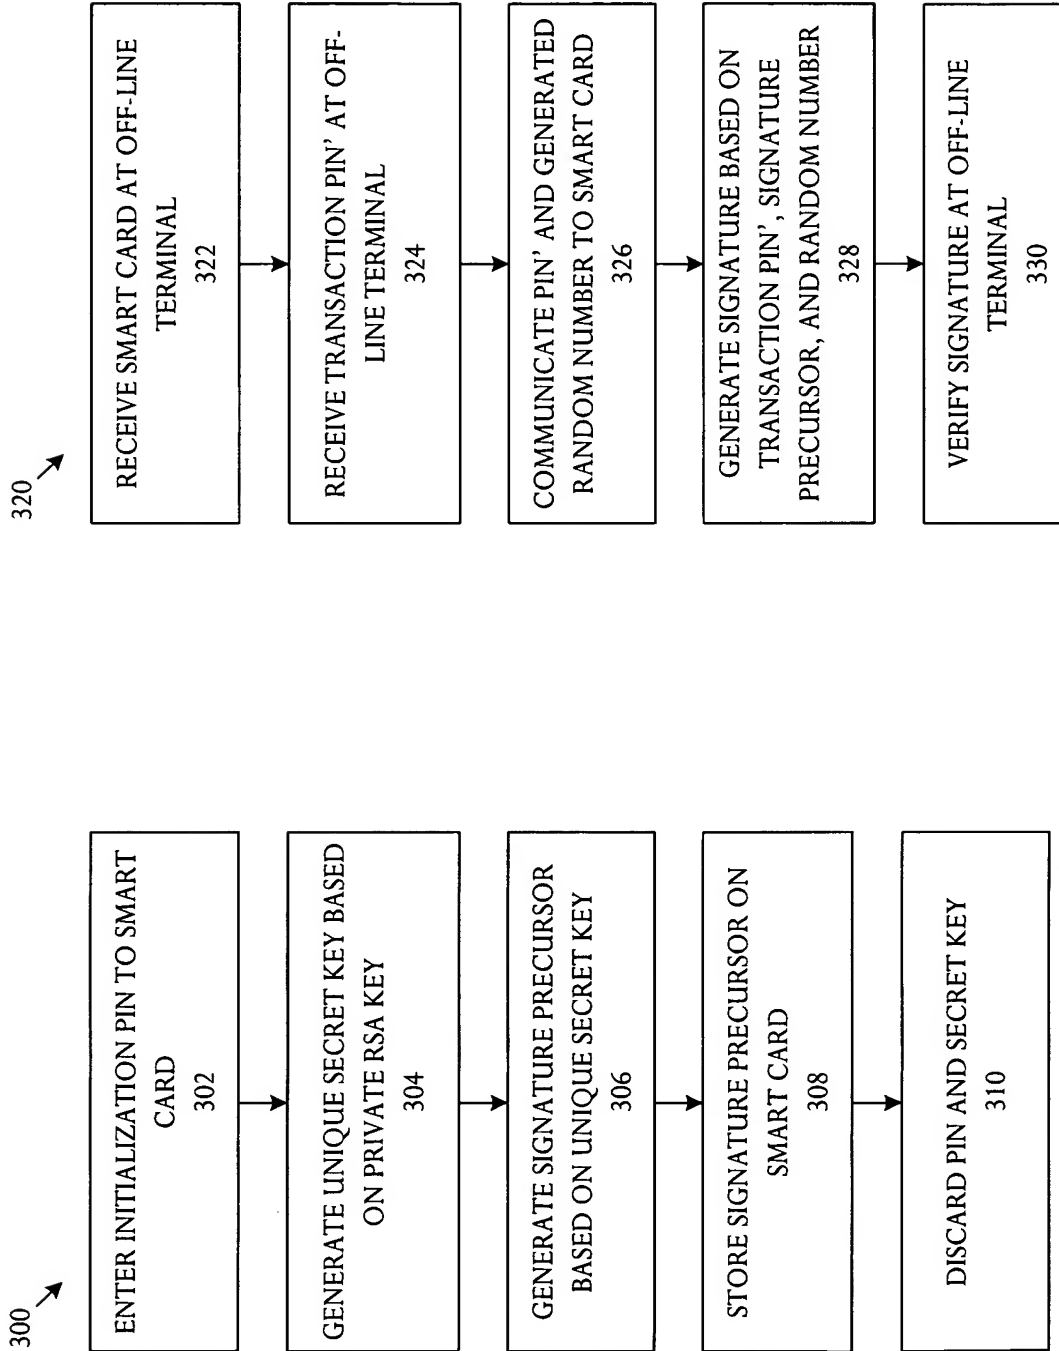 300
ENTER INITIALIZATION PIN TO SMART
CARD
302
GENERATE UNIQUE SECRET KEY BASED
ON PRIVATE RSA KEY
304
GENERATE SIGNATURE PRECURSOR
BASED ON UNIQUE SECRET KEY
306
STORE SIGNATURE PRECURSOR ON
SMART CARD
308
DISCARD PIN AND SECRET KEY
310
320
RECEIVE SMART CARD AT OFF-LINE
TERMINAL
322
RECEIVE TRANSACTION PIN' AT OFF-
LINE TERMINAL
324
COMMUNICATE PIN' AND GENERATED
RANDOM NUMBER TO SMART CARD
326
GENERATE SIGNATURE BASED ON
TRANSACTION PIN', SIGNATURE
PRECURSOR, AND RANDOM NUMBER
328
VERIFY SIGNATURE AT OFF-LINE
TERMINAL
330